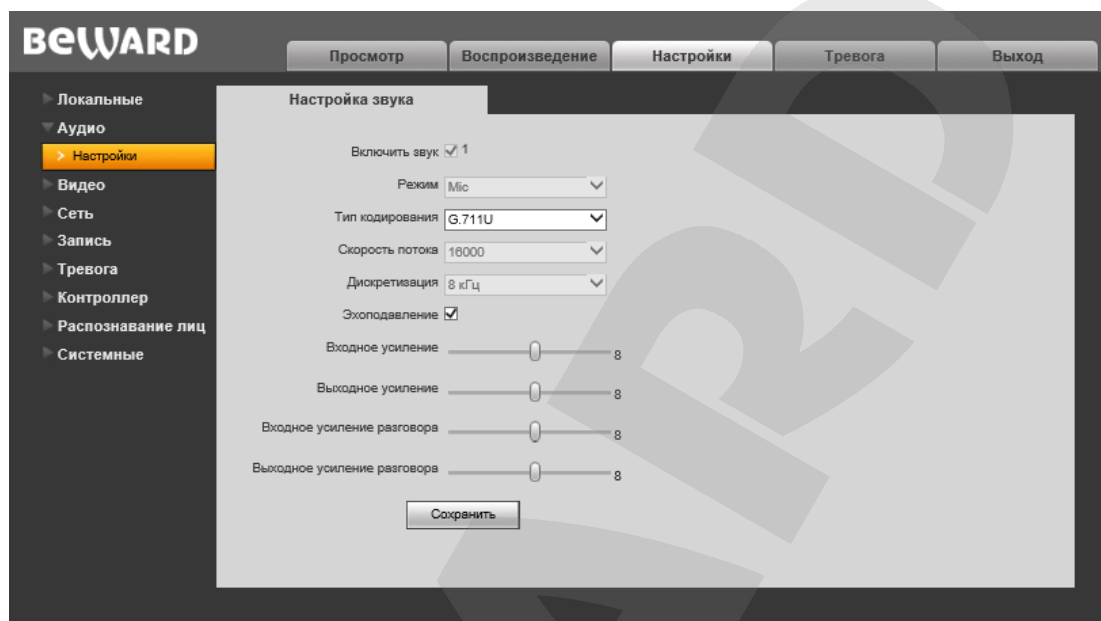 BEWARD
Просмотр Воспроизведение Настройки Тревога Выход
Локальные
Аудио
> Настройки
Видео
Сеть
Запись
Тревога
Контроллер
Распознавание лиц
Системные
Настройка звука
Включить звук 1
Режим Mic
Тип кодирования G.711U
Скорость потока 16000
Дискретизация 8 кГц
Эхоподавление
Входное усиление 8
Выходное усиление 8
Входное усиление разговора 8
Выходное усиление разговора 8
Сохранить